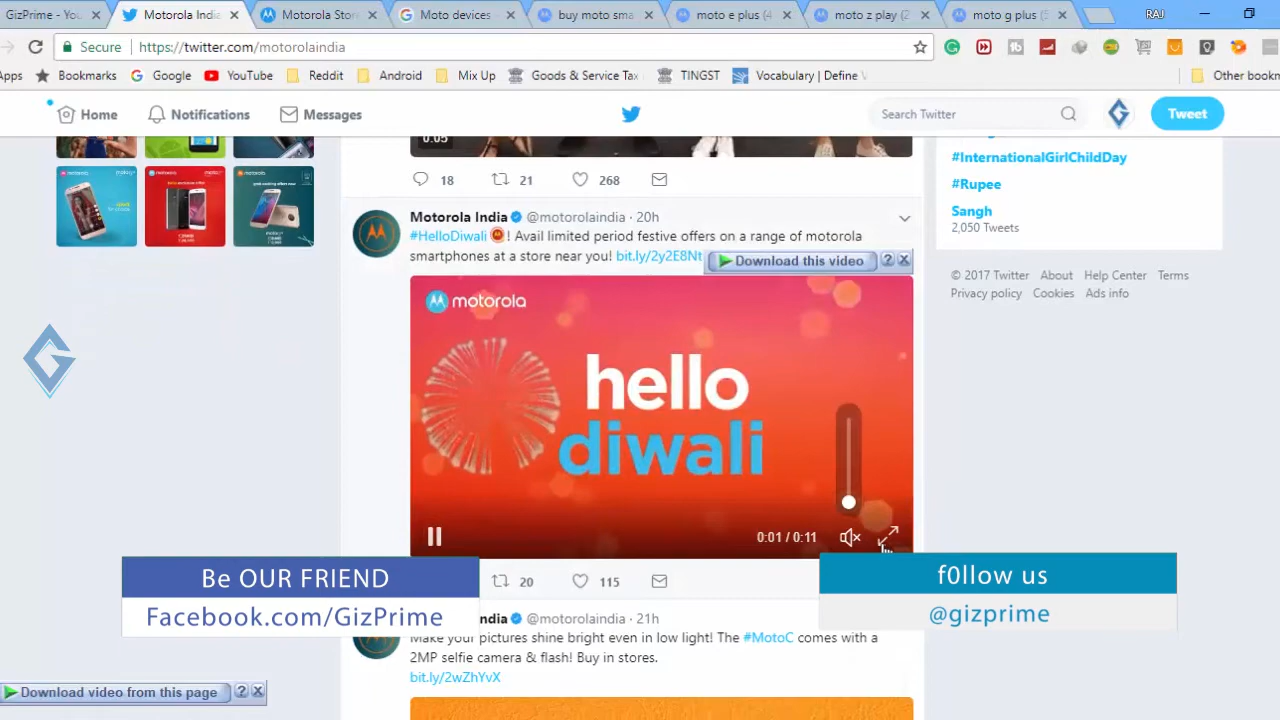 GizPrime - You
Motorola Indi
Motorola Stor
Moto devices -
buy moto sma
moto e plus (4
moto z play (2
moto g plus (5
RAJ
Secure
https://twitter.com/motorolaindia
Apps
Bookmarks
Google
YouTube
Reddit
Android
Mix Up
Goods & Service Tax
TINGST
Vocabulary | Define V
Other bookm
Home
Notifications
Messages
Search Twitter
Tweet
0:05
18
21
268
#InternationalGirlChildDay
#Rupee
Sangh
2,050 Tweets
© 2017 Twitter About Help Center Terms
Privacy policy Cookies Ads info
Motorola India @motorolaindia · 20h
#HelloDiwali ! Avail limited period festive offers on a range of motorola
smartphones at a store near you! bit.ly/2y2E8Nt
Download this video
motorola
hello
diwali
0:01 / 0:11
20
115
Be OUR FRIEND
Facebook.com/GizPrime
f0llow us
@gizprime
ndia @motorolaindia · 21h
Make your pictures shine bright even in low light! The #MotoC comes with a
2MP selfie camera & flash! Buy in stores.
bit.ly/2wZhYvX
Download video from this page